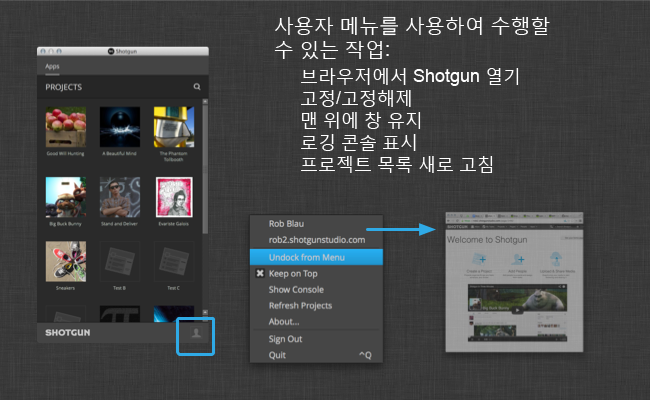 사용자 메뉴를 사용하여 수행할
수 있는 작업:
브라우저에서 Shotgun 열기
고정/고정해제
맨 위에 창 유지
로깅 콘솔 표시
프로젝트 목록 새로 고침
Shotgun
Apps
PROJECTS
Good Will Hunting
A Beautiful Mind
The Phantom
Tollbooth
Big Buck Bunny
Stand and Deliver
Evariste Galois
Sneakers
Test B
Test C
SHOTGUN
Rob Blau
rob2.shotgunstudio.com
Undock from Menu
Keep on Top
Show Console
Refresh Projects
About...
Sign Out
Quit ^Q
SHOTGUN
Welcome to Shotgun
Big Buck Bunny